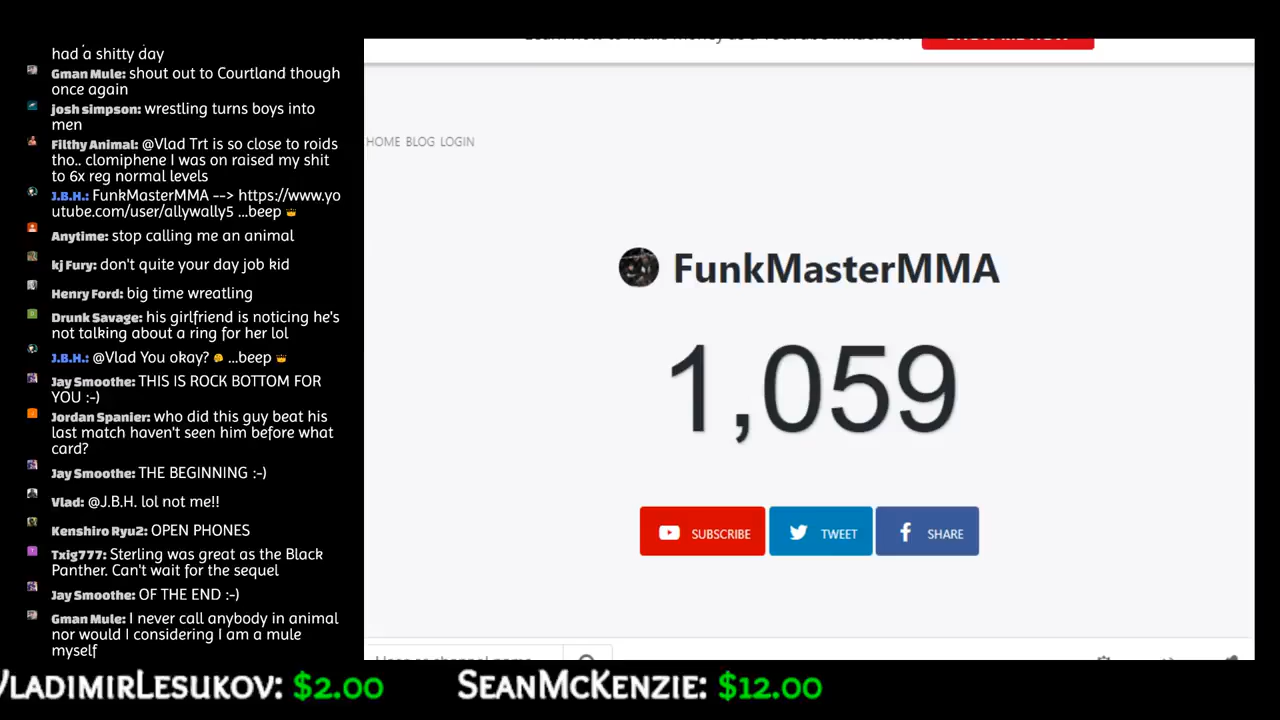 had a shitty day
Gman Mule: shout out to Courtland though
once again
josh simpson: wrestling turns boys into
men
Filthy Animal: @Vlad Trt is so close to roids
tho.. clomiphene I was on raised my shit
to 6x reg normal levels
J.B.H.: FunkMasterMMA --> https://www.yo
utube.com/user/allywally5 ...beep
Anytime: stop calling me an animal
kj Fury: don't quite your day job kid
Henry Ford: big time wreatling
Drunk Savage: his girlfriend is noticing he's
not talking about a ring for her lol
J.B.H.: @Vlad You okay? ...beep
Jay Smoothe: THIS IS ROCK BOTTOM FOR
YOU :-)
Jordan Spanier: who did this guy beat his
last match haven't seen him before what
card?
Jay Smoothe: THE BEGINNING :-)
Vlad: @J.B.H. lol not me!!
Kenshiro Ryu2: OPEN PHONES
Txig777: Sterling was great as the Black
Panther. Can't wait for the sequel
Jay Smoothe: OF THE END :-)
Gman Mule: I never call anybody in animal
nor would I considering I am a mule
myself
HOME BLOG LOGIN
FunkMasterMMA
1,059
SUBSCRIBE TWEET SHARE
VladimirLesukov: $2.00 SeanMcKenzie: $12.00